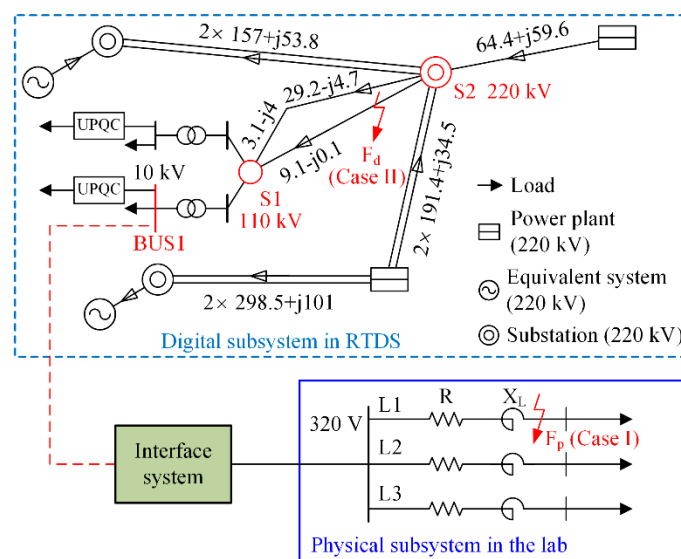 2× 157+j53.8
64.4+j59.6
S2 220 kV
29.2-j4.7
3.1-j4
9.1-j0.1
F_d
(Case II)
2× 191.4+j34.5
UPQC
10 kV
UPQC
S1
110 kV
BUS1
2× 298.5+j101
Load
Power plant
(220 kV)
Equivalent system
(220 kV)
Substation (220 kV)
Digital subsystem in RTDS
Interface
system
320 V
L1
R
X_L
F_p (Case I)
L2
L3
Physical subsystem in the lab